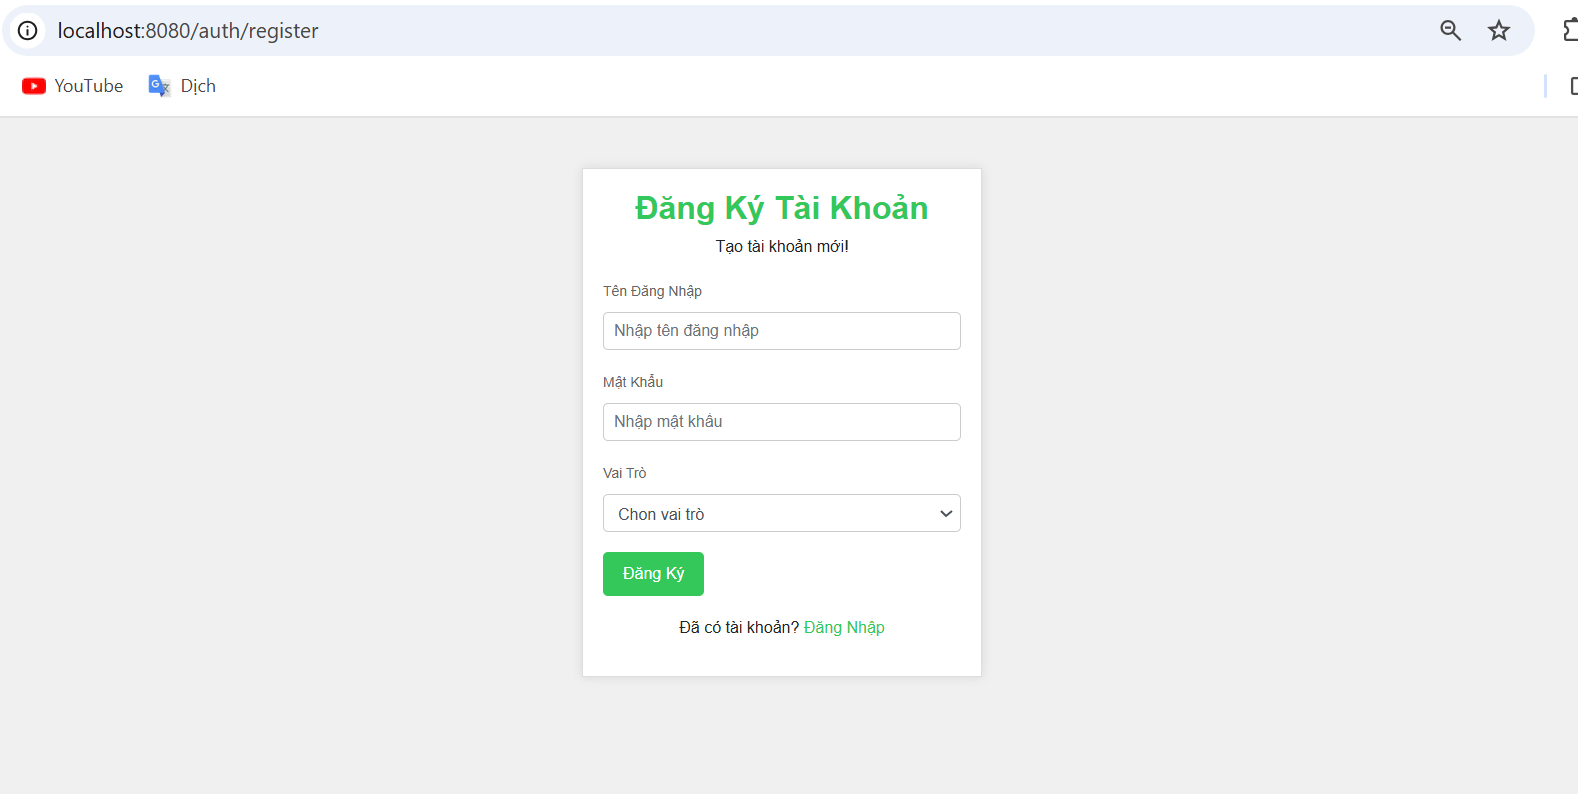 localhost:8080/auth/register
YouTube Dịch
Đăng Ký Tài Khoản
Tạo tài khoản mới!
Tên Đăng Nhập
Nhập tên đăng nhập
Mật Khẩu
Nhập mật khẩu
Vai Trò
Chon vai trò
Đăng Ký
Đã có tài khoản? Đăng Nhập